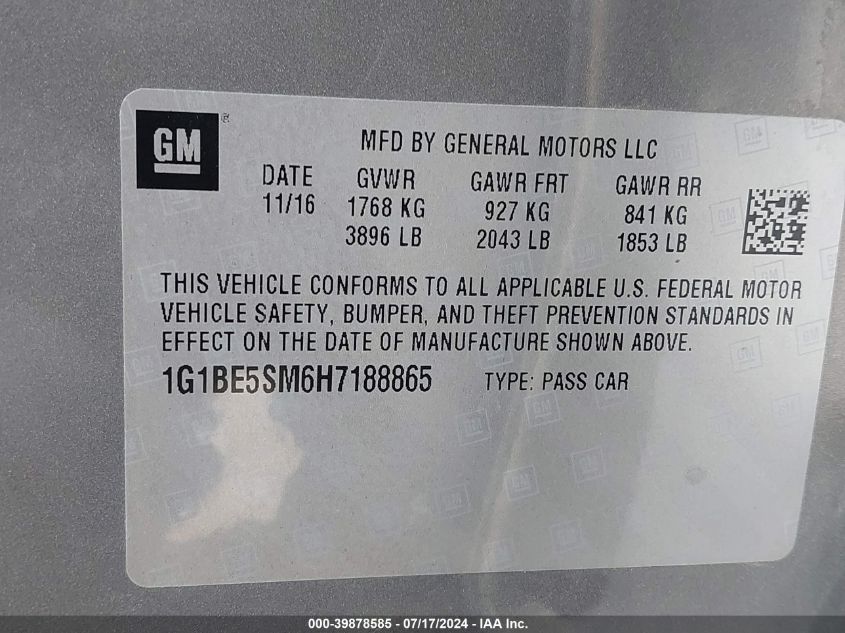 GM ®
MFD BY GENERAL MOTORS LLC
DATE GVWR GAWR FRT GAWR RR
11/16 1768 KG 927 KG 841 KG
3896 LB 2043 LB 1853 LB
THIS VEHICLE CONFORMS TO ALL APPLICABLE U.S. FEDERAL MOTOR
VEHICLE SAFETY, BUMPER, AND THEFT PREVENTION STANDARDS IN
EFFECT ON THE DATE OF MANUFACTURE SHOWN ABOVE.
1G1BE5SM6H7188865 TYPE: PASS CAR
000-39878585 - 07/17/2024 - IAA Inc.